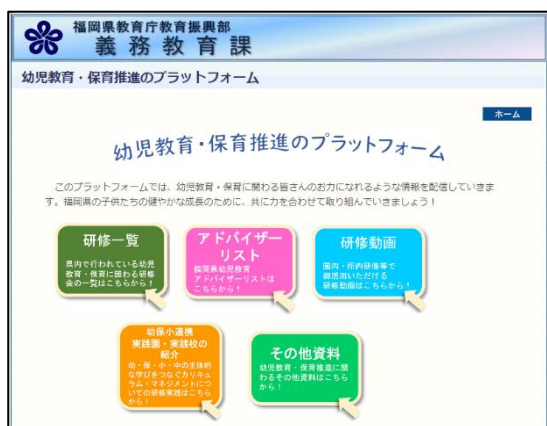 福岡県教育庁教育振興部
義務教育課
幼児教育・保育推進のプラットフォーム
ホーム
幼児教育・保育推進のプラットフォーム
このプラットフォームでは、幼児教育・保育に関わる皆さんのお力になれるような情報を配信していきま
す。福岡県の子供たちの健やかな成長のために、共に力を合わせて取り組んでいきましょう！
研修一覧
県内で行われている幼児
教育・保育に関わる研修
会の一覧はこちらから！
アドバイザー
リスト
福岡県幼児教育
アドバイザーリストは
こちらから！
研修動画
園内・所内研修等で
御活用いただける
研修動画はこちらから！
幼保小連携
実践園・実践校の
紹介
幼・保・小・中の主体的
な学びをつなぐカリキュ
ラム・マネジメントにつ
いての研修実践はこちら
から！
その他資料
幼児教育・保育推進に関
わるその他資料はこちら
から！